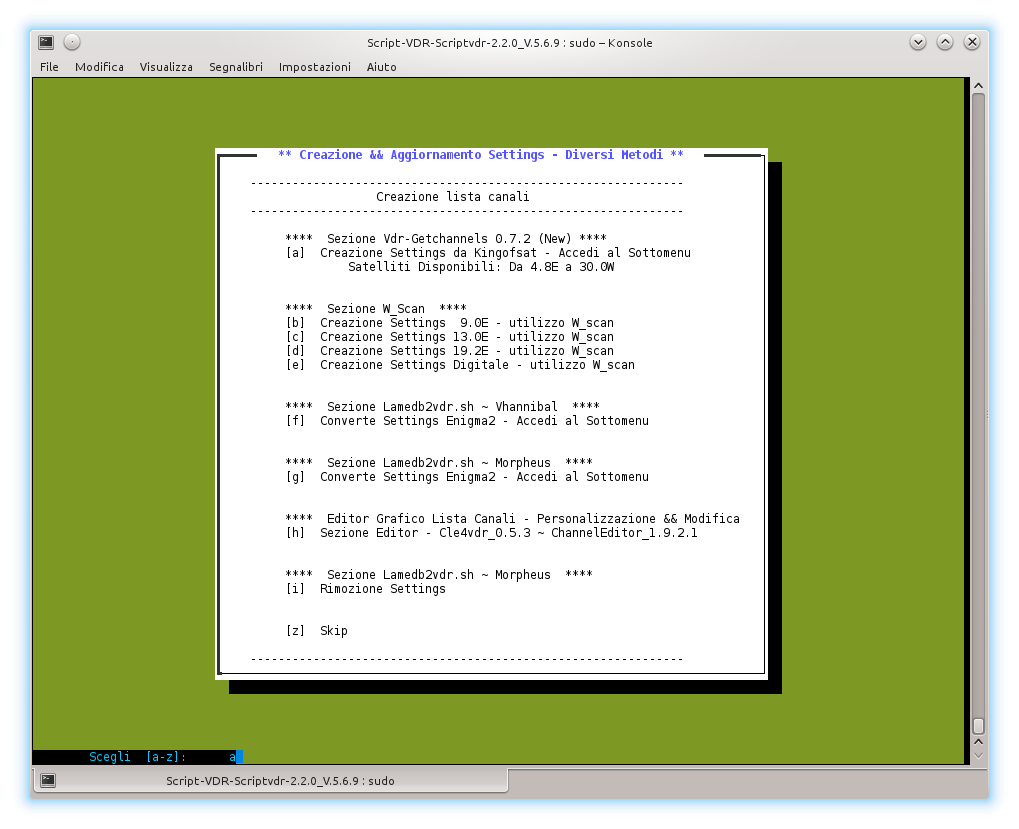 Script-VDR-Scriptvdr-2.2.0_V.5.6.9 : sudo – Konsole
File Modifica Visualizza Segnalibri Impostazioni Aiuto
** Creazione && Aggiornamento Settings - Diversi Metodi **
--------------------------------------------------------------
Creazione lista canali
--------------------------------------------------------------
**** Sezione Vdr-Getchannels 0.7.2 (New) ****
[a] Creazione Settings da Kingofsat - Accedi al Sottomenu
Satelliti Disponibili: Da 4.8E a 30.0W
**** Sezione W_Scan ****
[b] Creazione Settings 9.0E - utilizzo W_scan
[c] Creazione Settings 13.0E - utilizzo W_scan
[d] Creazione Settings 19.2E - utilizzo W_scan
[e] Creazione Settings Digitale - utilizzo W_scan
**** Sezione Lamedb2vdr.sh ~ Vhannibal ****
[f] Converte Settings Enigma2 - Accedi al Sottomenu
**** Sezione Lamedb2vdr.sh ~ Morpheus ****
[g] Converte Settings Enigma2 - Accedi al Sottomenu
**** Editor Grafico Lista Canali - Personalizzazione && Modifica
[h] Sezione Editor - Cle4vdr_0.5.3 ~ ChannelEditor_1.9.2.1
**** Sezione Lamedb2vdr.sh ~ Morpheus ****
[i] Rimozione Settings
[z] Skip
--------------------------------------------------------------
Scegli [a-z]: a
Script-VDR-Scriptvdr-2.2.0_V.5.6.9 : sudo